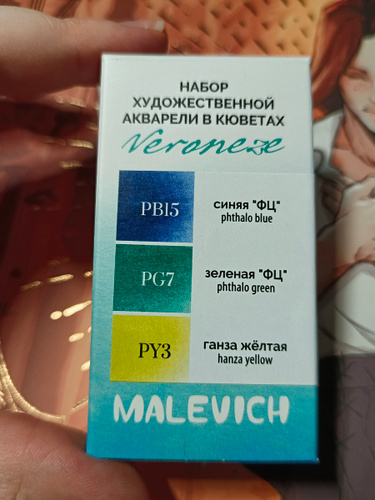 НАБОР
ХУДОЖЕСТВЕННОЙ
АКВАРЕЛИ В КЮВЕТАХ
Veroneze
PB15
синяя "ФЦ"
phthalo blue
PG7
зеленая "ФЦ"
phthalo green
PY3
ганза жёлтая
hanza yellow
MALEVICH